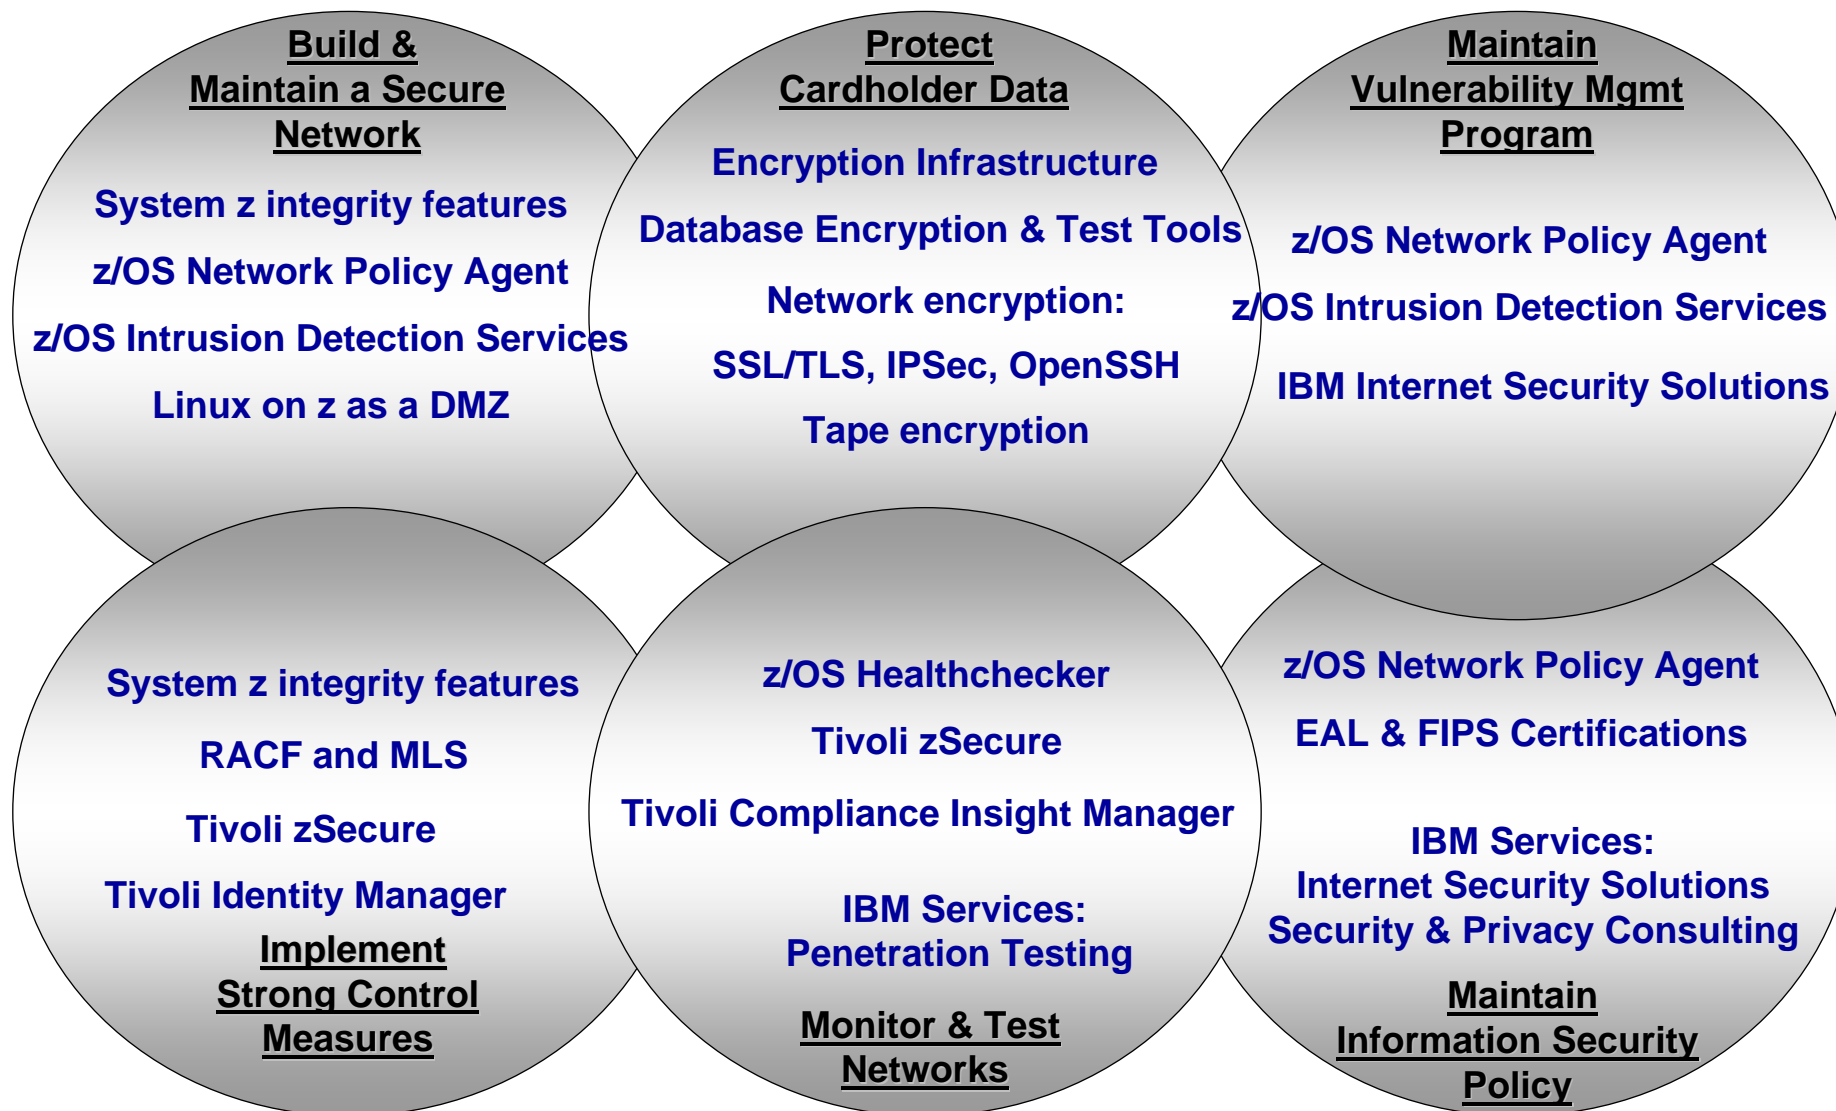 Build &
Maintain a Secure
Network
System z integrity features
z/OS Network Policy Agent
z/OS Intrusion Detection Services
Linux on z as a DMZ
Protect
Cardholder Data
Encryption Infrastructure
Database Encryption & Test Tools
Network encryption:
SSL/TLS, IPSec, OpenSSH
Tape encryption
Maintain
Vulnerability Mgmt
Program
z/OS Network Policy Agent
z/OS Intrusion Detection Services
IBM Internet Security Solutions
System z integrity features
RACF and MLS
Tivoli zSecure
Tivoli Identity Manager
Implement
Strong Control
Measures
z/OS Healthchecker
Tivoli zSecure
Tivoli Compliance Insight Manager
IBM Services:
Penetration Testing
Monitor & Test
Networks
z/OS Network Policy Agent
EAL & FIPS Certifications
IBM Services:
Internet Security Solutions
Security & Privacy Consulting
Maintain
Information Security
Policy